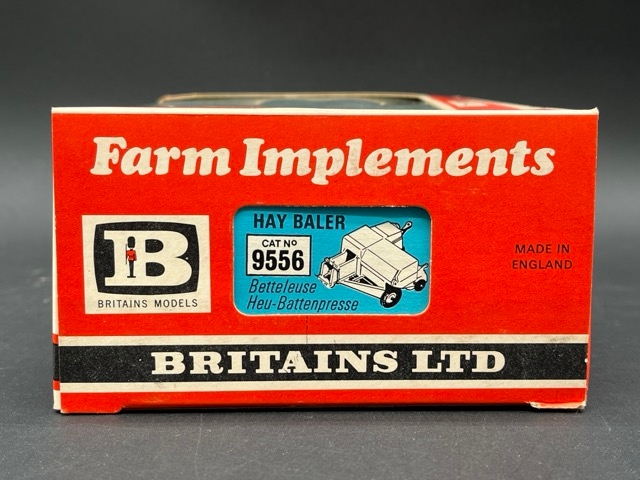 Farm Implements
B
BRITAINS MODELS
HAY BALER
CAT Nº
9556
Betteleuse
Heu-Battenpresse
MADE IN
ENGLAND
BRITAINS LTD